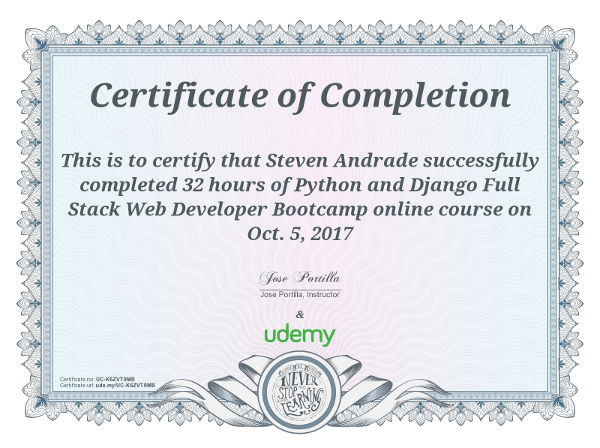 Certificate of Completion
This is to certify that Steven Andrade successfully
completed 32 hours of Python and Django Full
Stack Web Developer Bootcamp online course on
Oct. 5, 2017
Jose Portilla
Jose Portilla, Instructor
&
udemy
Certificate no: UC-K6ZVT9MB
Certificate url: ude.my/UC-K6ZVT9MB
NEVER
STOP
LEARNING